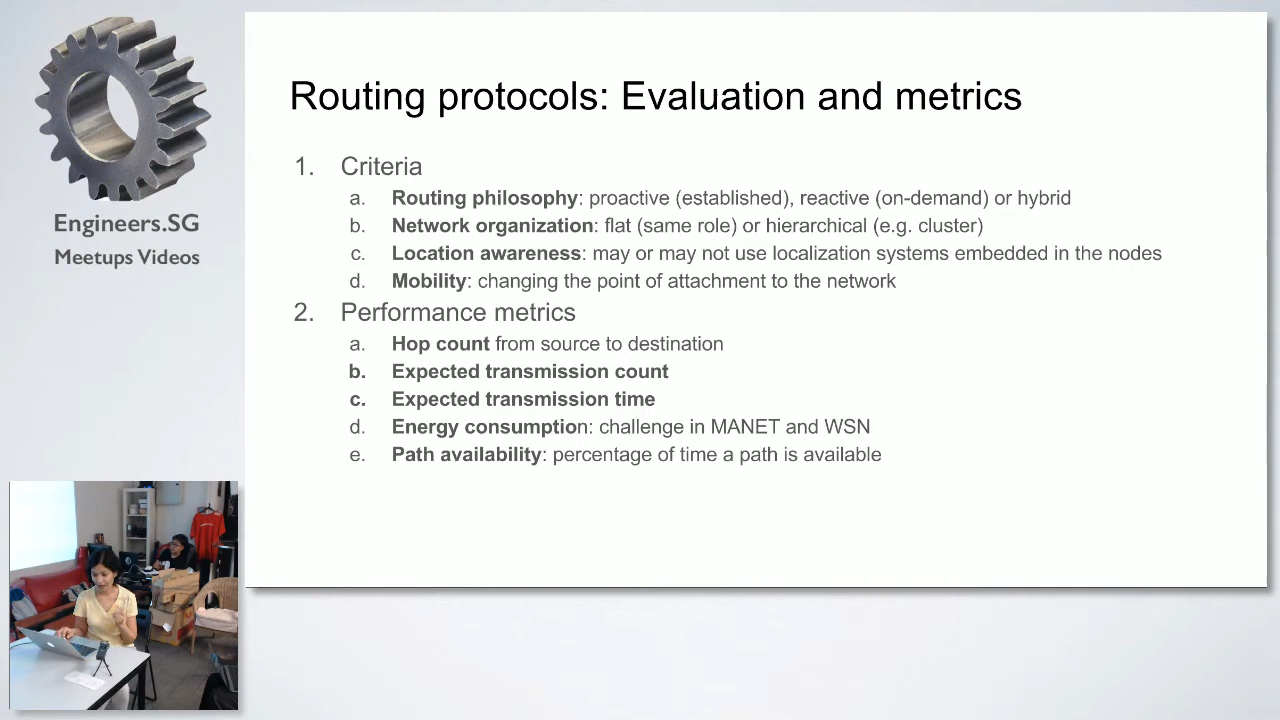 Engineers.SG
Meetups Videos
Routing protocols: Evaluation and metrics
1. Criteria
a. Routing philosophy: proactive (established), reactive (on-demand) or hybrid
b. Network organization: flat (same role) or hierarchical (e.g. cluster)
c. Location awareness: may or may not use localization systems embedded in the nodes
d. Mobility: changing the point of attachment to the network
2. Performance metrics
a. Hop count from source to destination
b. Expected transmission count
c. Expected transmission time
d. Energy consumption: challenge in MANET and WSN
e. Path availability: percentage of time a path is available